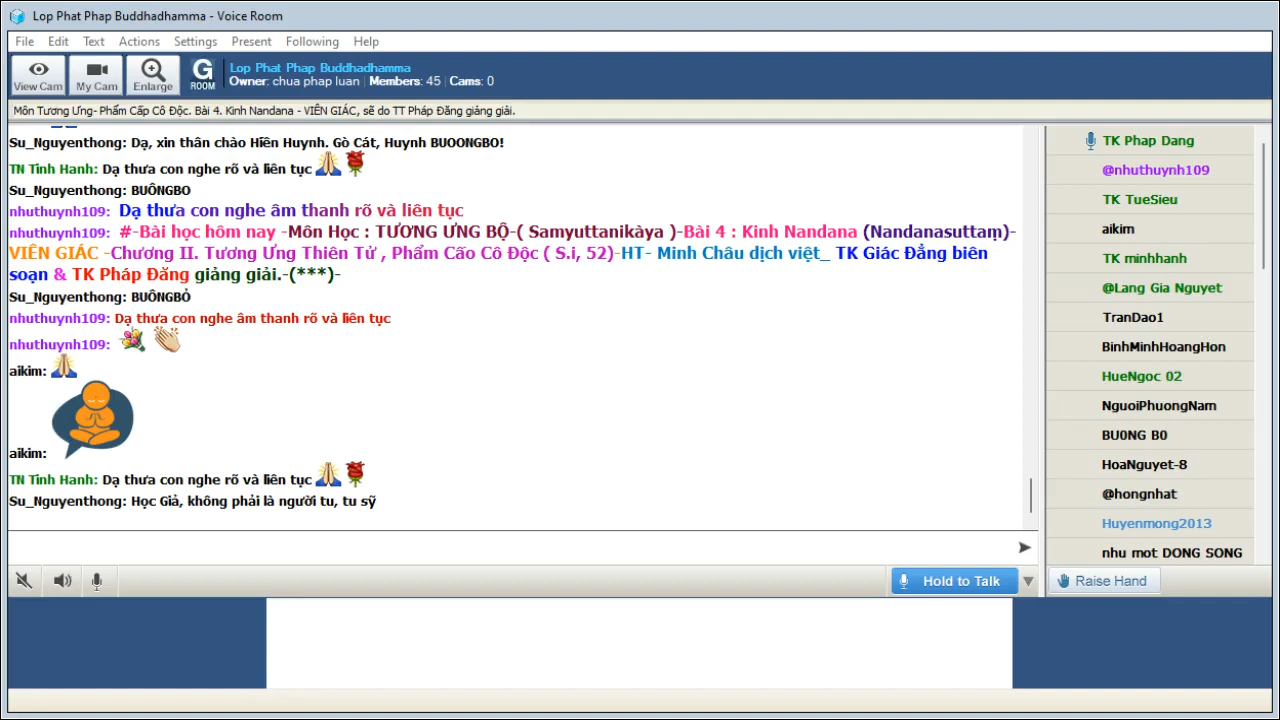 Lop Phat Phap Buddhadhamma - Voice Room
File Edit Text Actions Settings Present Following Help
View Cam My Cam Enlarge G ROOM
Lop Phat Phap Buddhadhamma
Owner: chua phap luan Members: 45 Cams: 0
Môn Tương Ưng- Phẩm Cấp Cô Độc. Bài 4. Kinh Nandana - VIÊN GIÁC, sẽ do TT Pháp Đăng giảng giải.
Su_Nguyenthong: Dạ, xin thân chào Hiền Huynh. Gò Cát, Huynh BUOONGBO!
TN Tinh Hanh: Dạ thưa con nghe rõ và liên tục
Su_Nguyenthong: BUÔNGBO
nhuthuynh109: Dạ thưa con nghe âm thanh rõ và liên tục
nhuthuynh109: #-Bài học hôm nay -Môn Học : TƯƠNG ƯNG BỘ-( Samyuttanikàya )-Bài 4 : Kinh Nandana (Nandanasuttam)-
VIÊN GIÁC -Chương II. Tương Ưng Thiên Tử , Phẩm Cấo Cô Độc ( S.i, 52)-HT- Minh Châu dịch việt_ TK Giác Đẳng biên
soạn & TK Pháp Đăng giảng giải.-(***)-
Su_Nguyenthong: BUÔNGBỎ
nhuthuynh109: Dạ thưa con nghe âm thanh rõ và liên tục
nhuthuynh109:
aikim:
aikim:
TN Tinh Hanh: Dạ thưa con nghe rõ và liên tục
Su_Nguyenthong: Học Giả, không phải là người tu, tu sỹ
Hold to Talk
TK Phap Dang
@nhuthuynh109
TK TueSieu
aikim
TK minhhanh
@Lang Gia Nguyet
TranDao1
BinhMinhHoangHon
HueNgoc 02
NguoiPhuongNam
BU0NG B0
HoaNguyet-8
@hongnhat
Huyenmong2013
nhu mot DONG SONG
Raise Hand